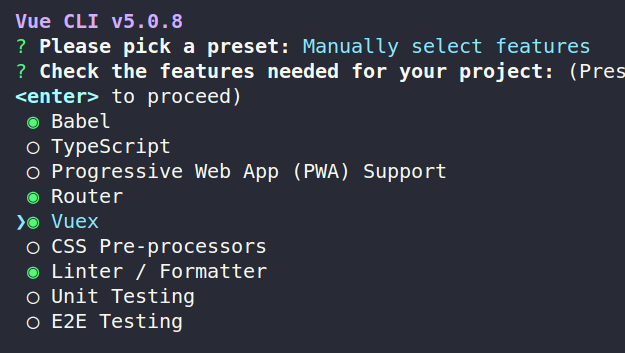 Vue CLI v5.0.8
? Please pick a preset: Manually select features
? Check the features needed for your project: (Pres
<enter> to proceed)
◉ Babel
◯ TypeScript
◯ Progressive Web App (PWA) Support
◉ Router
❯◉ Vuex
◯ CSS Pre-processors
◉ Linter / Formatter
◯ Unit Testing
◯ E2E Testing